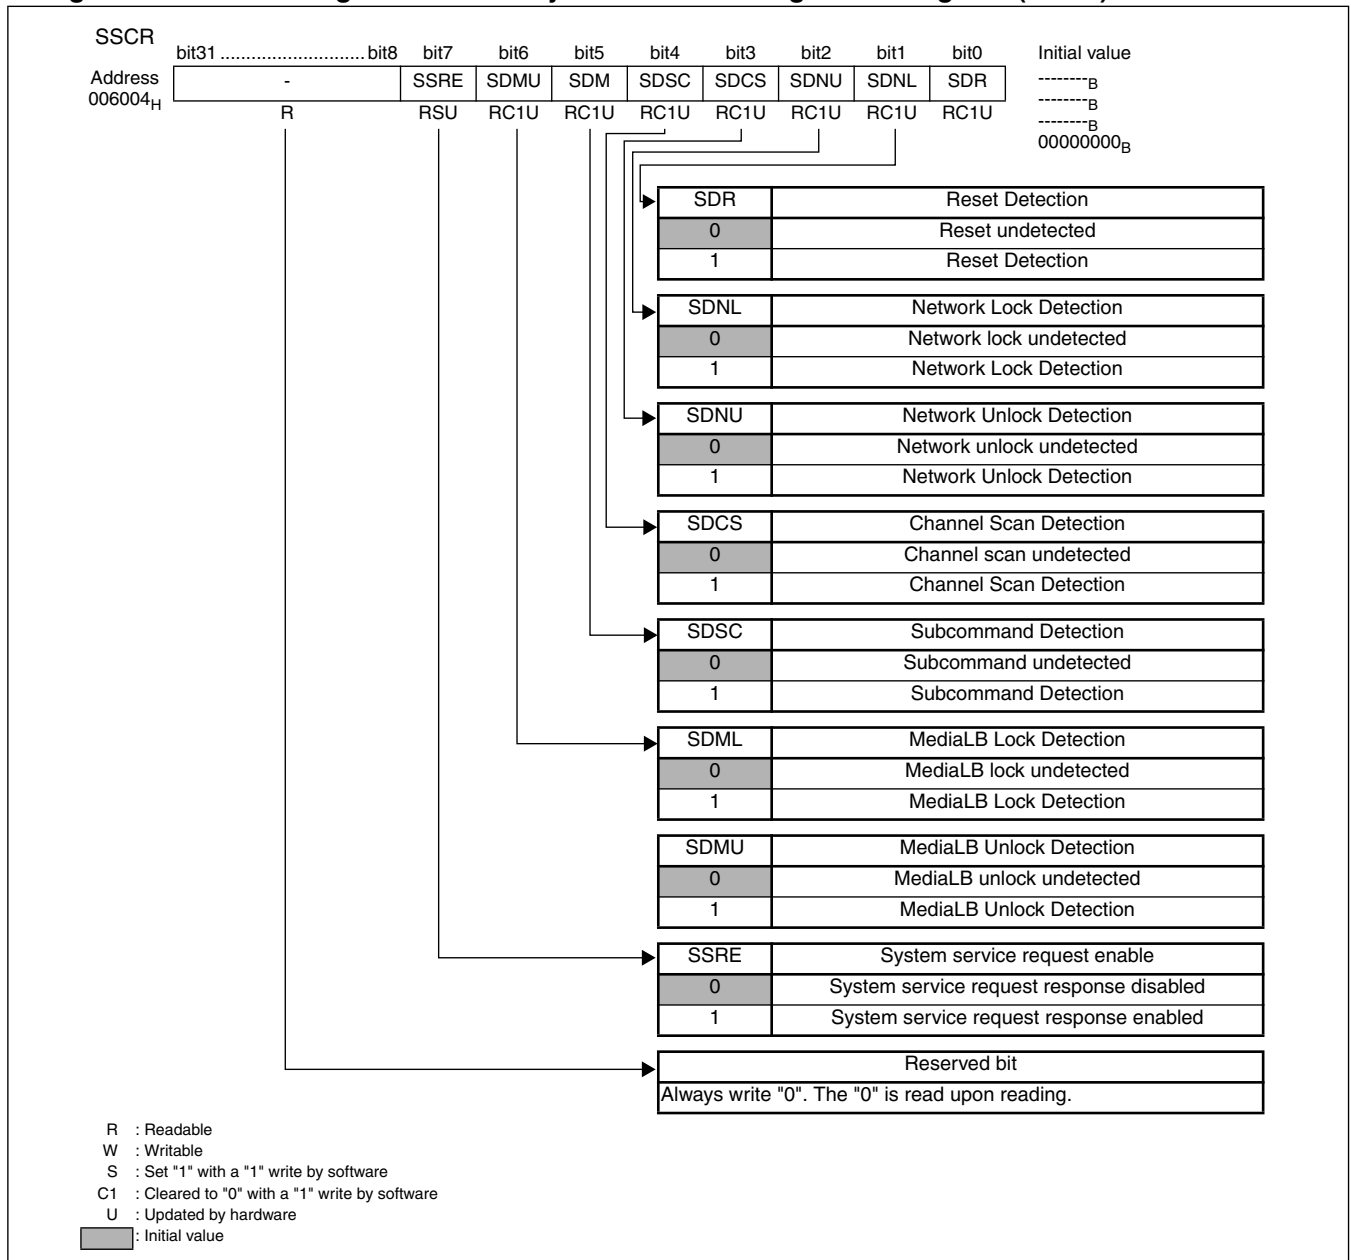 SSCR
bit31 ............................ bit8 bit7 bit6 bit5 bit4 bit3 bit2 bit1 bit0 Initial value
Address - SSRE SDMU SDM SDSC SDCS SDNU SDNL SDR --------B
006004H --------B
R RSU RC1U RC1U RC1U RC1U RC1U RC1U RC1U --------B
00000000B
SDR Reset Detection
0 Reset undetected
1 Reset Detection
SDNL Network Lock Detection
0 Network lock undetected
1 Network Lock Detection
SDNU Network Unlock Detection
0 Network unlock undetected
1 Network Unlock Detection
SDCS Channel Scan Detection
0 Channel scan undetected
1 Channel Scan Detection
SDSC Subcommand Detection
0 Subcommand undetected
1 Subcommand Detection
SDML MediaLB Lock Detection
0 MediaLB lock undetected
1 MediaLB Lock Detection
SDMU MediaLB Unlock Detection
0 MediaLB unlock undetected
1 MediaLB Unlock Detection
SSRE System service request enable
0 System service request response disabled
1 System service request response enabled
Reserved bit
Always write "0". The "0" is read upon reading.
R : Readable
W : Writable
S : Set "1" with a "1" write by software
C1 : Cleared to "0" with a "1" write by software
U : Updated by hardware
: Initial value